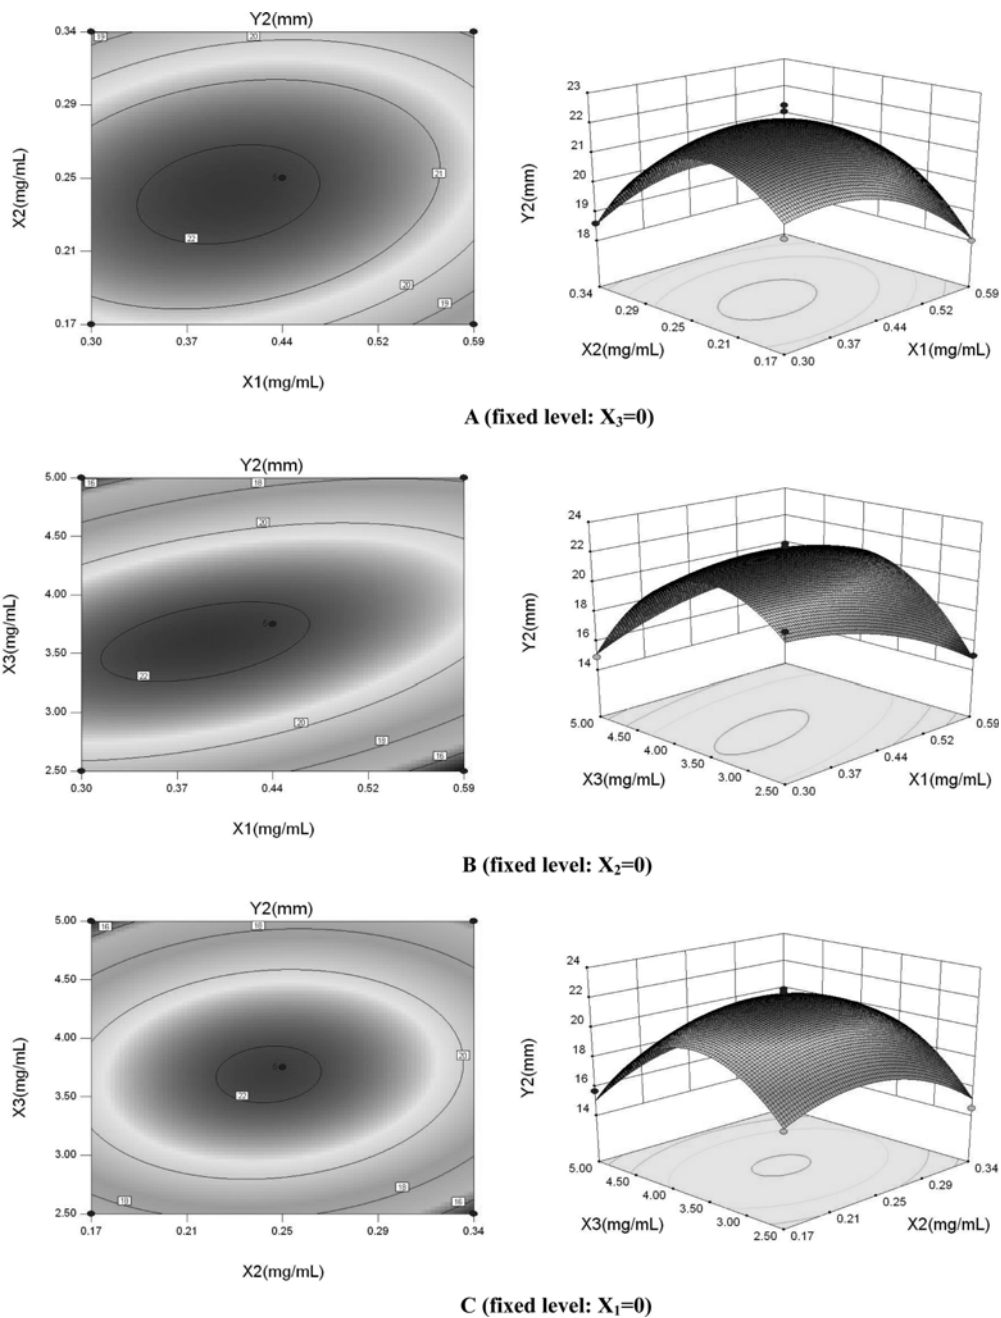 Y2(mm)
0.34
0.29
0.25
0.21
0.17
X2(mg/mL)
19
20
21
5
22
20
19
0.30 0.37 0.44 0.52 0.59
X1(mg/mL)
23
22
21
20
19
18
Y2(mm)
0.34 0.29 0.25 0.21 0.17
X2(mg/mL)
0.30 0.37 0.44 0.52 0.59
X1(mg/mL)
A (fixed level: X₃=0)
Y2(mm)
5.00
4.50
4.00
3.50
3.00
2.50
X3(mg/mL)
16
18
20
22
20
18
16
0.30 0.37 0.44 0.52 0.59
X1(mg/mL)
24
22
20
18
16
14
Y2(mm)
5.00 4.50 4.00 3.50 3.00 2.50
X3(mg/mL)
0.30 0.37 0.44 0.52 0.59
X1(mg/mL)
B (fixed level: X₂=0)
Y2(mm)
5.00
4.50
4.00
3.50
3.00
2.50
X3(mg/mL)
16
18
20
22
18
16
0.17 0.21 0.25 0.29 0.34
X2(mg/mL)
24
22
20
18
16
14
Y2(mm)
5.00 4.50 4.00 3.50 3.00 2.50
X3(mg/mL)
0.17 0.21 0.25 0.29 0.34
X2(mg/mL)
C (fixed level: X₁=0)